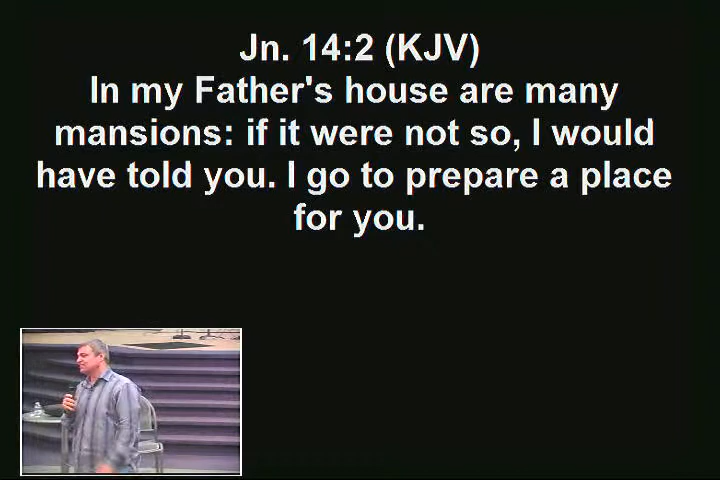 Jn. 14:2 (KJV)
In my Father's house are many
mansions: if it were not so, I would
have told you. I go to prepare a place
for you.